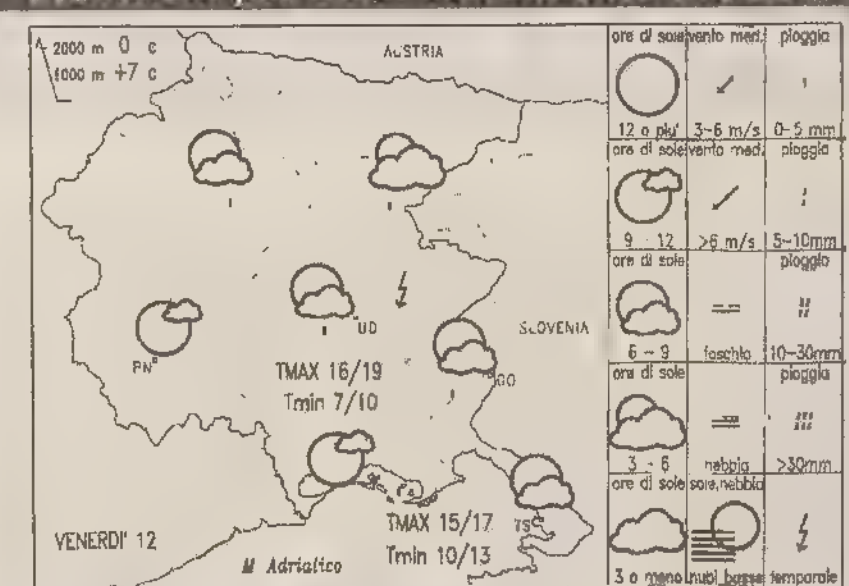 2000 m 0 c
1000 m +7 c
AUSTRIA
SLOVENIA
UD
PN
GO
TMAX 16/19
Tmin 7/10
TMAX 15/17
Tmin 10/13
TS
VENERDI' 12
M Adriatico
ore di sole vento med. pioggia
12 o piu' 3-6 m/s 0-5 mm
ore di sole vento med. pioggia
9 - 12 >6 m/s 5-10mm
ore di sole pioggia
6 - 9 foschia 10-30mm
ore di sole pioggia
3 - 6 nebbia >30mm
ore di sole sole,nebbia
3 o meno nubi basse temporale